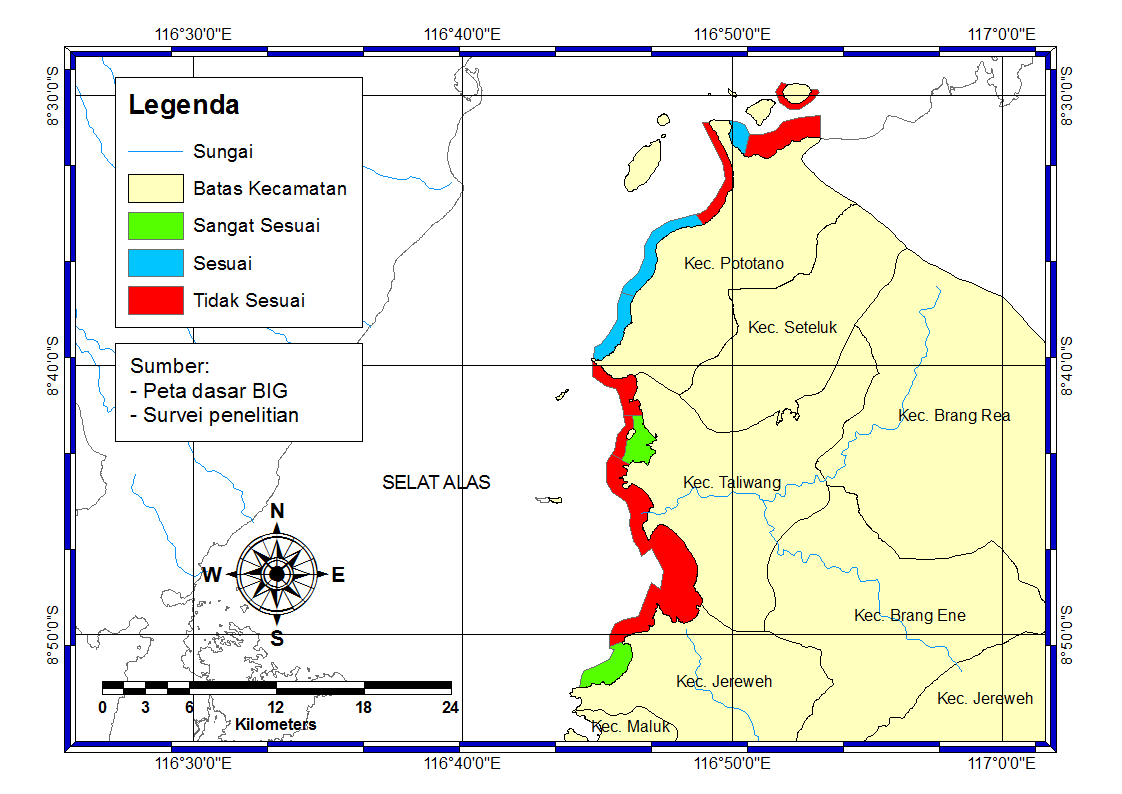 116°30'0"E
116°40'0"E
116°50'0"E
117°0'0"E
8°30'0"S
8°30'0"S
Legenda
Sungai
Batas Kecamatan
Sangat Sesuai
Sesuai
Tidak Sesuai
Sumber:
- Peta dasar BIG
- Survei penelitian
Kec. Pototano
Kec. Seteluk
8°40'0"S
8°40'0"S
Kec. Brang Rea
SELAT ALAS
Kec. Taliwang
N
W
E
S
Kec. Brang Ene
8°50'0"S
8°50'0"S
Kec. Jereweh
Kec. Jereweh
Kec. Maluk
0 3 6 12 18 24
Kilometers
116°30'0"E
116°40'0"E
116°50'0"E
117°0'0"E